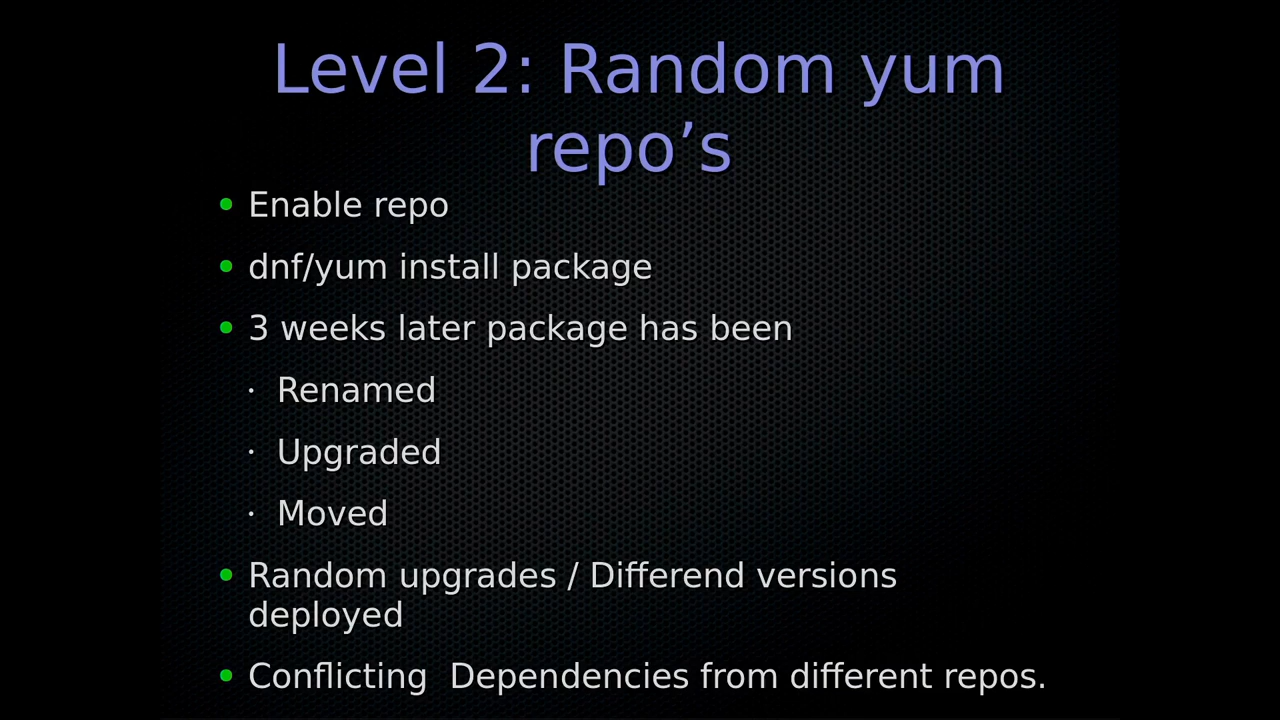 Level 2: Random yum
repo’s
Enable repo
dnf/yum install package
3 weeks later package has been
Renamed
Upgraded
Moved
Random upgrades / Differend versions
deployed
Conflicting  Dependencies from different repos.